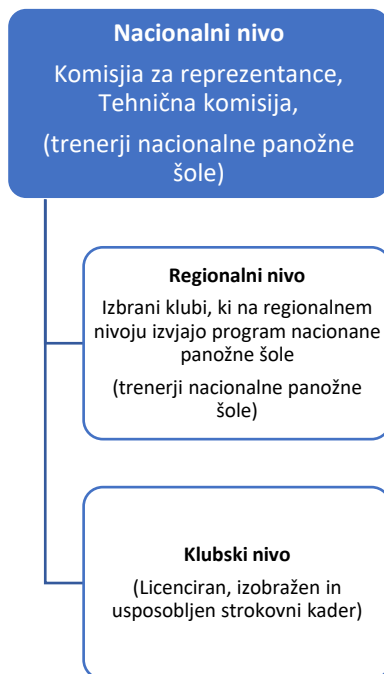 Nacionalni nivo
Komisjia za reprezentance,
Tehnična komisija,
(trenerji nacionalne panožne
šole)
Regionalni nivo
Izbrani klubi, ki na regionalnem
nivoju izvjajo program nacionane
panožne šole
(trenerji nacionalne panožne
šole)
Klubski nivo
(Licenciran, izobražen in
usposobljen strokovni kader)